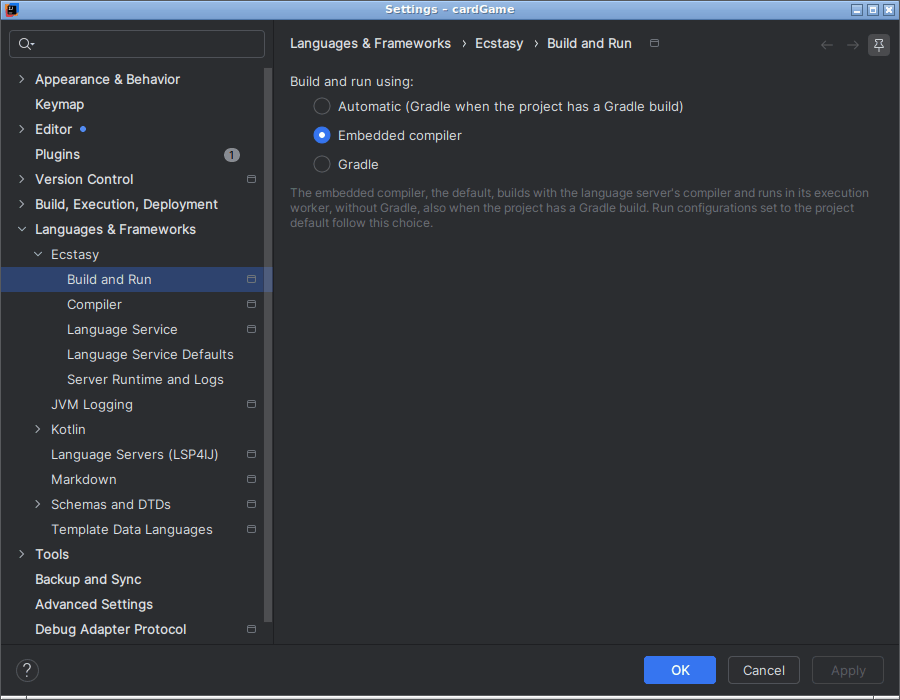 Settings – cardGame
Languages & Frameworks › Ecstasy › Build and Run
Appearance & Behavior
Keymap
Editor
Plugins 1
Version Control
Build, Execution, Deployment
Languages & Frameworks
Ecstasy
Build and Run
Compiler
Language Service
Language Service Defaults
Server Runtime and Logs
JVM Logging
Kotlin
Language Servers (LSP4IJ)
Markdown
Schemas and DTDs
Template Data Languages
Tools
Backup and Sync
Advanced Settings
Debug Adapter Protocol
Build and run using:
Automatic (Gradle when the project has a Gradle build)
Embedded compiler
Gradle
The embedded compiler, the default, builds with the language server's compiler and runs in its execution
worker, without Gradle, also when the project has a Gradle build. Run configurations set to the project
default follow this choice.
? OK Cancel Apply